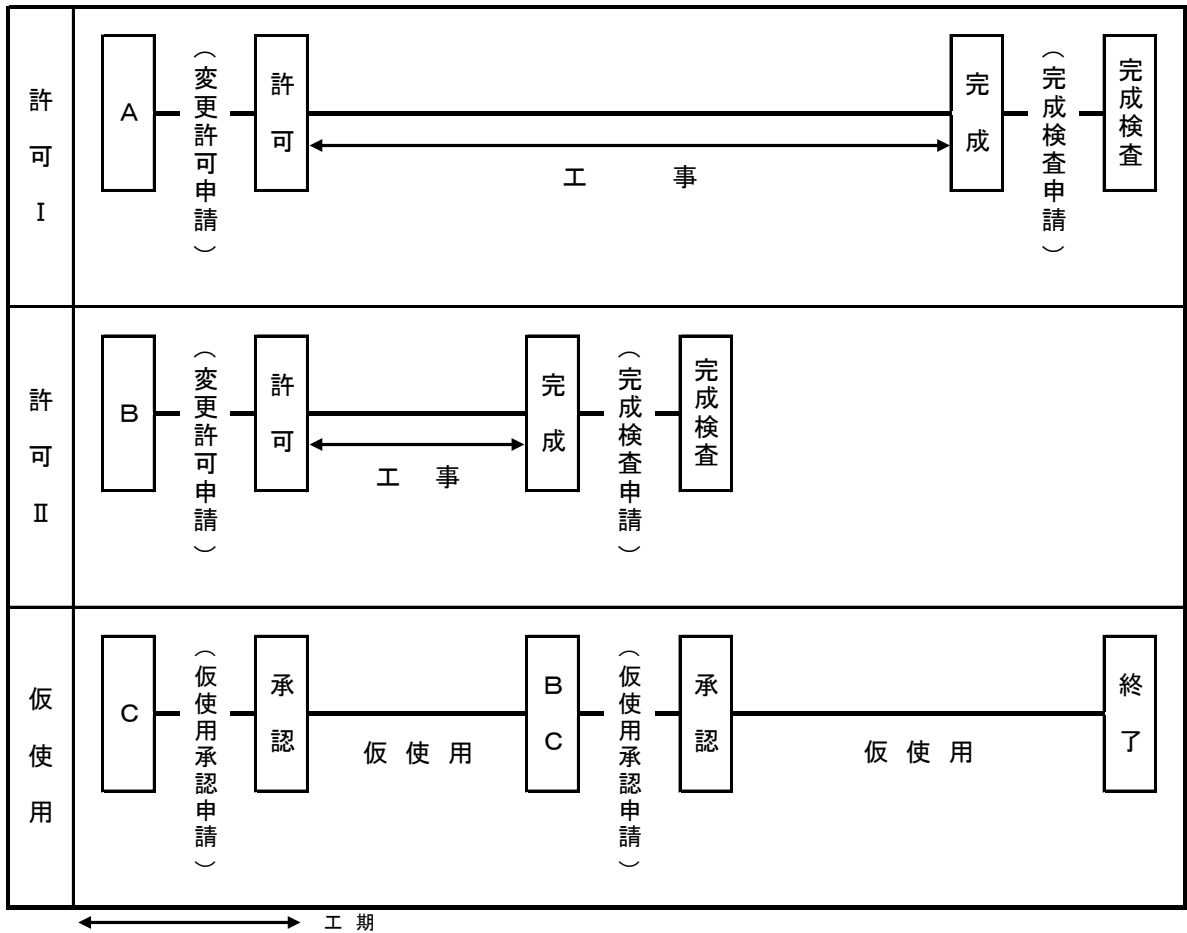 許可Ⅰ
A
（変更許可申請）
許可
工事
完成
（完成検査申請）
完成検査
許可Ⅱ
B
（変更許可申請）
許可
工事
完成
（完成検査申請）
完成検査
仮使用
C
（仮使用承認申請）
承認
仮使用
B
C
（仮使用承認申請）
承認
仮使用
終了
工期